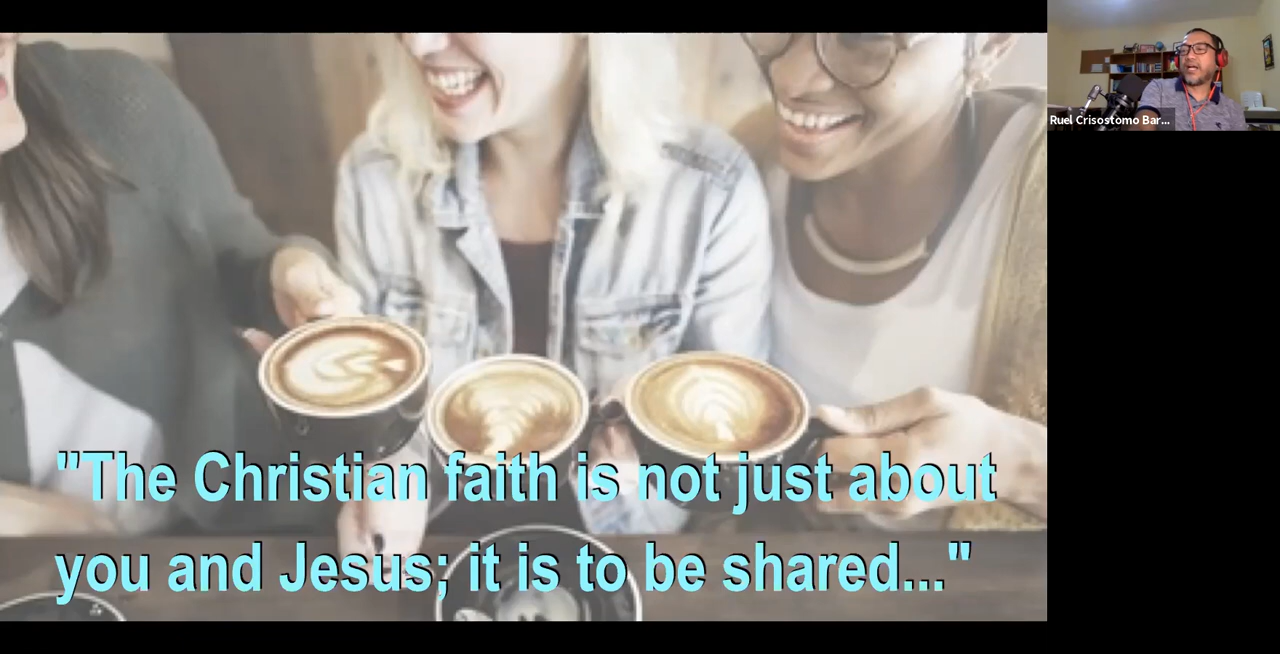 Ruel Crisostomo Bar...
"The Christian faith is not just about
you and Jesus; it is to be shared..."